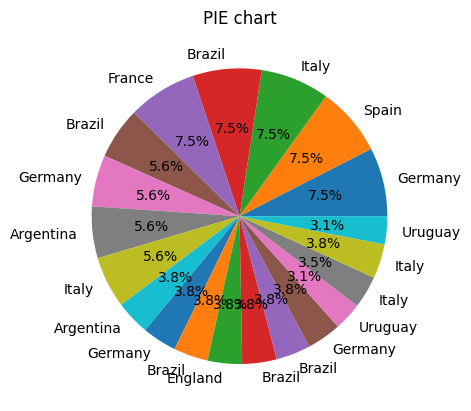 PIE chart
Germany
7.5%
Spain
7.5%
Italy
7.5%
Brazil
7.5%
France
7.5%
Brazil
5.6%
Germany
5.6%
Argentina
5.6%
Italy
5.6%
Argentina
3.8%
Germany
3.8%
Brazil
3.8%
England
3.8%
Brazil
3.8%
Brazil
3.8%
Germany
3.8%
Uruguay
3.1%
Italy
3.5%
Italy
3.8%
Uruguay
3.1%